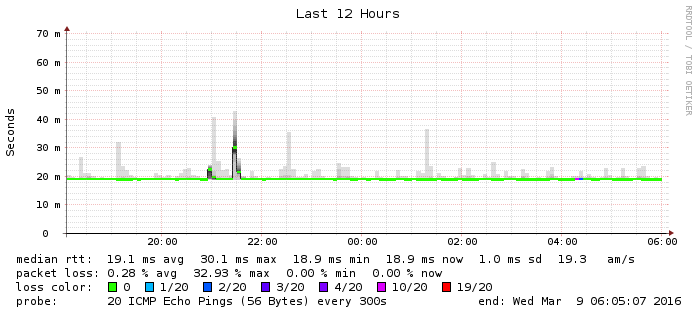 Last 12 Hours
RRDTOOL / TOBI OETIKER
Seconds
70 m
60 m
50 m
40 m
30 m
20 m
10 m
0
20:00 22:00 00:00 02:00 04:00 06:00
median rtt: 19.1 ms avg 30.1 ms max 18.9 ms min 18.9 ms now 1.0 ms sd 19.3 am/s
packet loss: 0.28 % avg 32.93 % max 0.00 % min 0.00 % now
loss color: 0 1/20 2/20 3/20 4/20 10/20 19/20
probe: 20 ICMP Echo Pings (56 Bytes) every 300s end: Wed Mar 9 06:05:07 2016